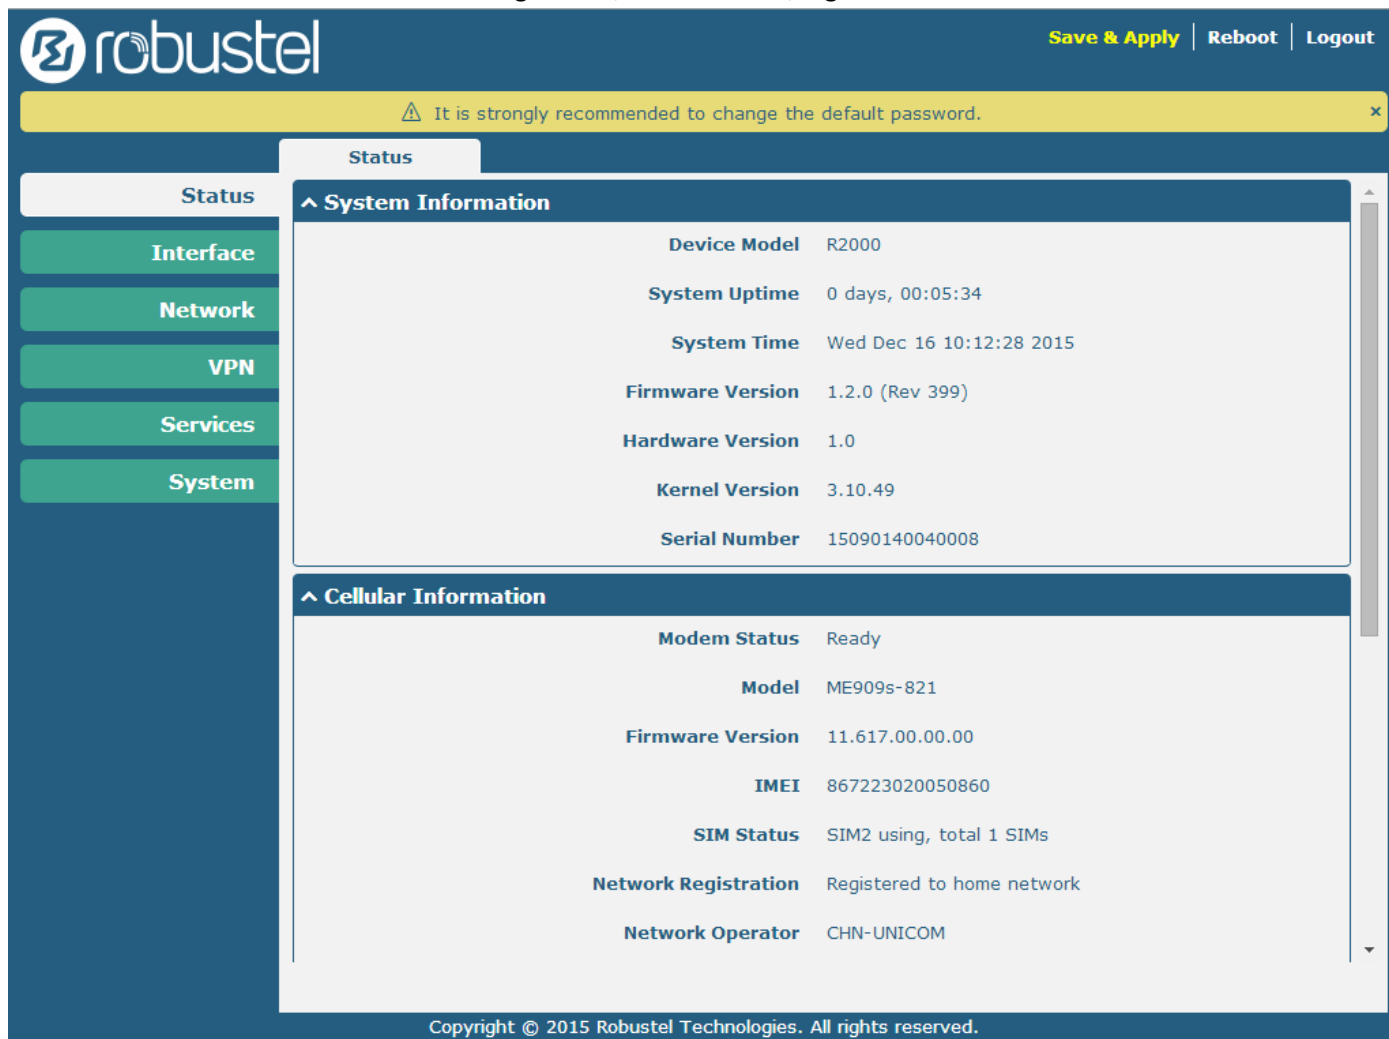 robustel
Save & Apply | Reboot | Logout
⚠ It is strongly recommended to change the default password. ×
Status
Status
Interface
Network
VPN
Services
System
^ System Information
Device Model R2000
System Uptime 0 days, 00:05:34
System Time Wed Dec 16 10:12:28 2015
Firmware Version 1.2.0 (Rev 399)
Hardware Version 1.0
Kernel Version 3.10.49
Serial Number 15090140040008
^ Cellular Information
Modem Status Ready
Model ME909s-821
Firmware Version 11.617.00.00.00
IMEI 867223020050860
SIM Status SIM2 using, total 1 SIMs
Network Registration Registered to home network
Network Operator CHN-UNICOM
Copyright © 2015 Robustel Technologies. All rights reserved.